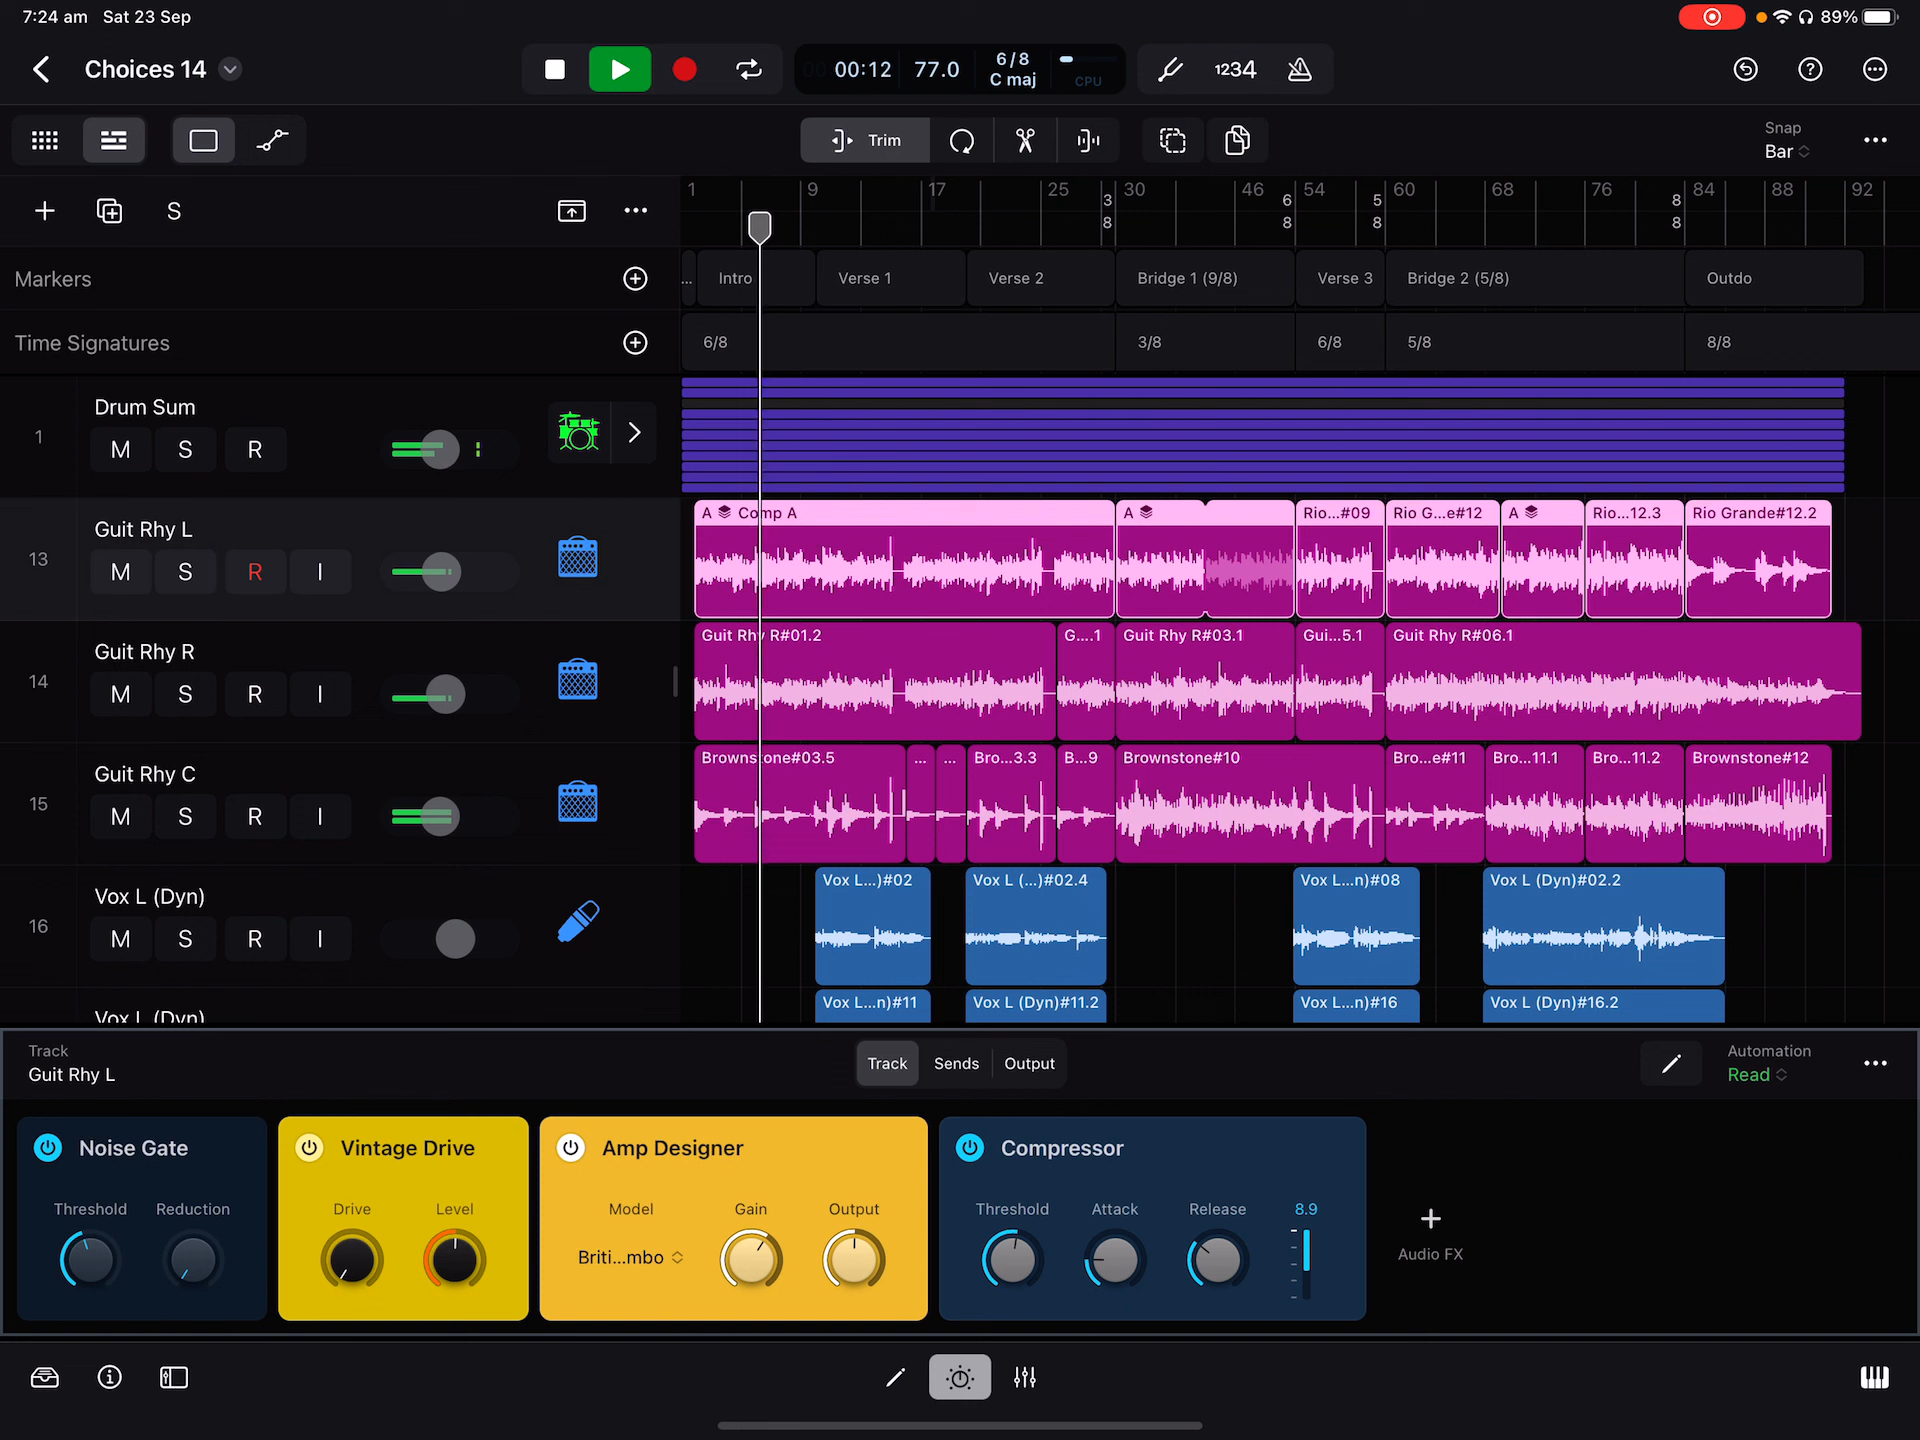 7:24 am Sat 23 Sep
89%
Choices 14
00:12 77.0 6/8 C maj CPU
1234
Trim
Snap
Bar
S
1 9 17 25 30 46 54 60 68 76 84 88 92
3 8 6 8 5 8 8 8
Markers
... Intro Verse 1 Verse 2 Bridge 1 (9/8) Verse 3 Bridge 2 (5/8) Outdo
Time Signatures
6/8 3/8 6/8 5/8 8/8
1 Drum Sum
M S R
13 Guit Rhy L
M S R I
A Comp A A Rio...#09 Rio G...e#12 A Rio...12.3 Rio Grande#12.2
14 Guit Rhy R
M S R I
Guit Rhy R#01.2 G....1 Guit Rhy R#03.1 Gui...5.1 Guit Rhy R#06.1
15 Guit Rhy C
M S R I
Brownstone#03.5 ... ... Bro...3.3 B...9 Brownstone#10 Bro...e#11 Bro...11.1 Bro...11.2 Brownstone#12
16 Vox L (Dyn)
M S R I
Vox L...)#02 Vox L (...)#02.4 Vox L...n)#08 Vox L (Dyn)#02.2
Vox L (Dyn)
Vox L...n)#11 Vox L (Dyn)#11.2 Vox L...n)#16 Vox L (Dyn)#16.2
Track
Guit Rhy L
Track Sends Output
Automation
Read
Noise Gate
Threshold Reduction
Vintage Drive
Drive Level
Amp Designer
Model Gain Output
Briti...mbo
Compressor
Threshold Attack Release 8.9
Audio FX